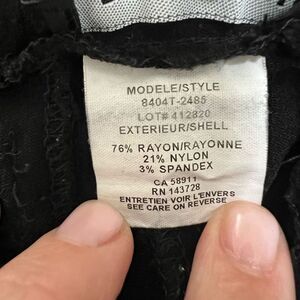 MODELE/STYLE
8404T-2485
LOT# 412820
EXTERIEUR/SHELL
76% RAYON/RAYONNE
21% NYLON
3% SPANDEX
CA 58911
RN 143728
ENTRETIEN VOIR L'ENVERS
SEE CARE ON REVERSE